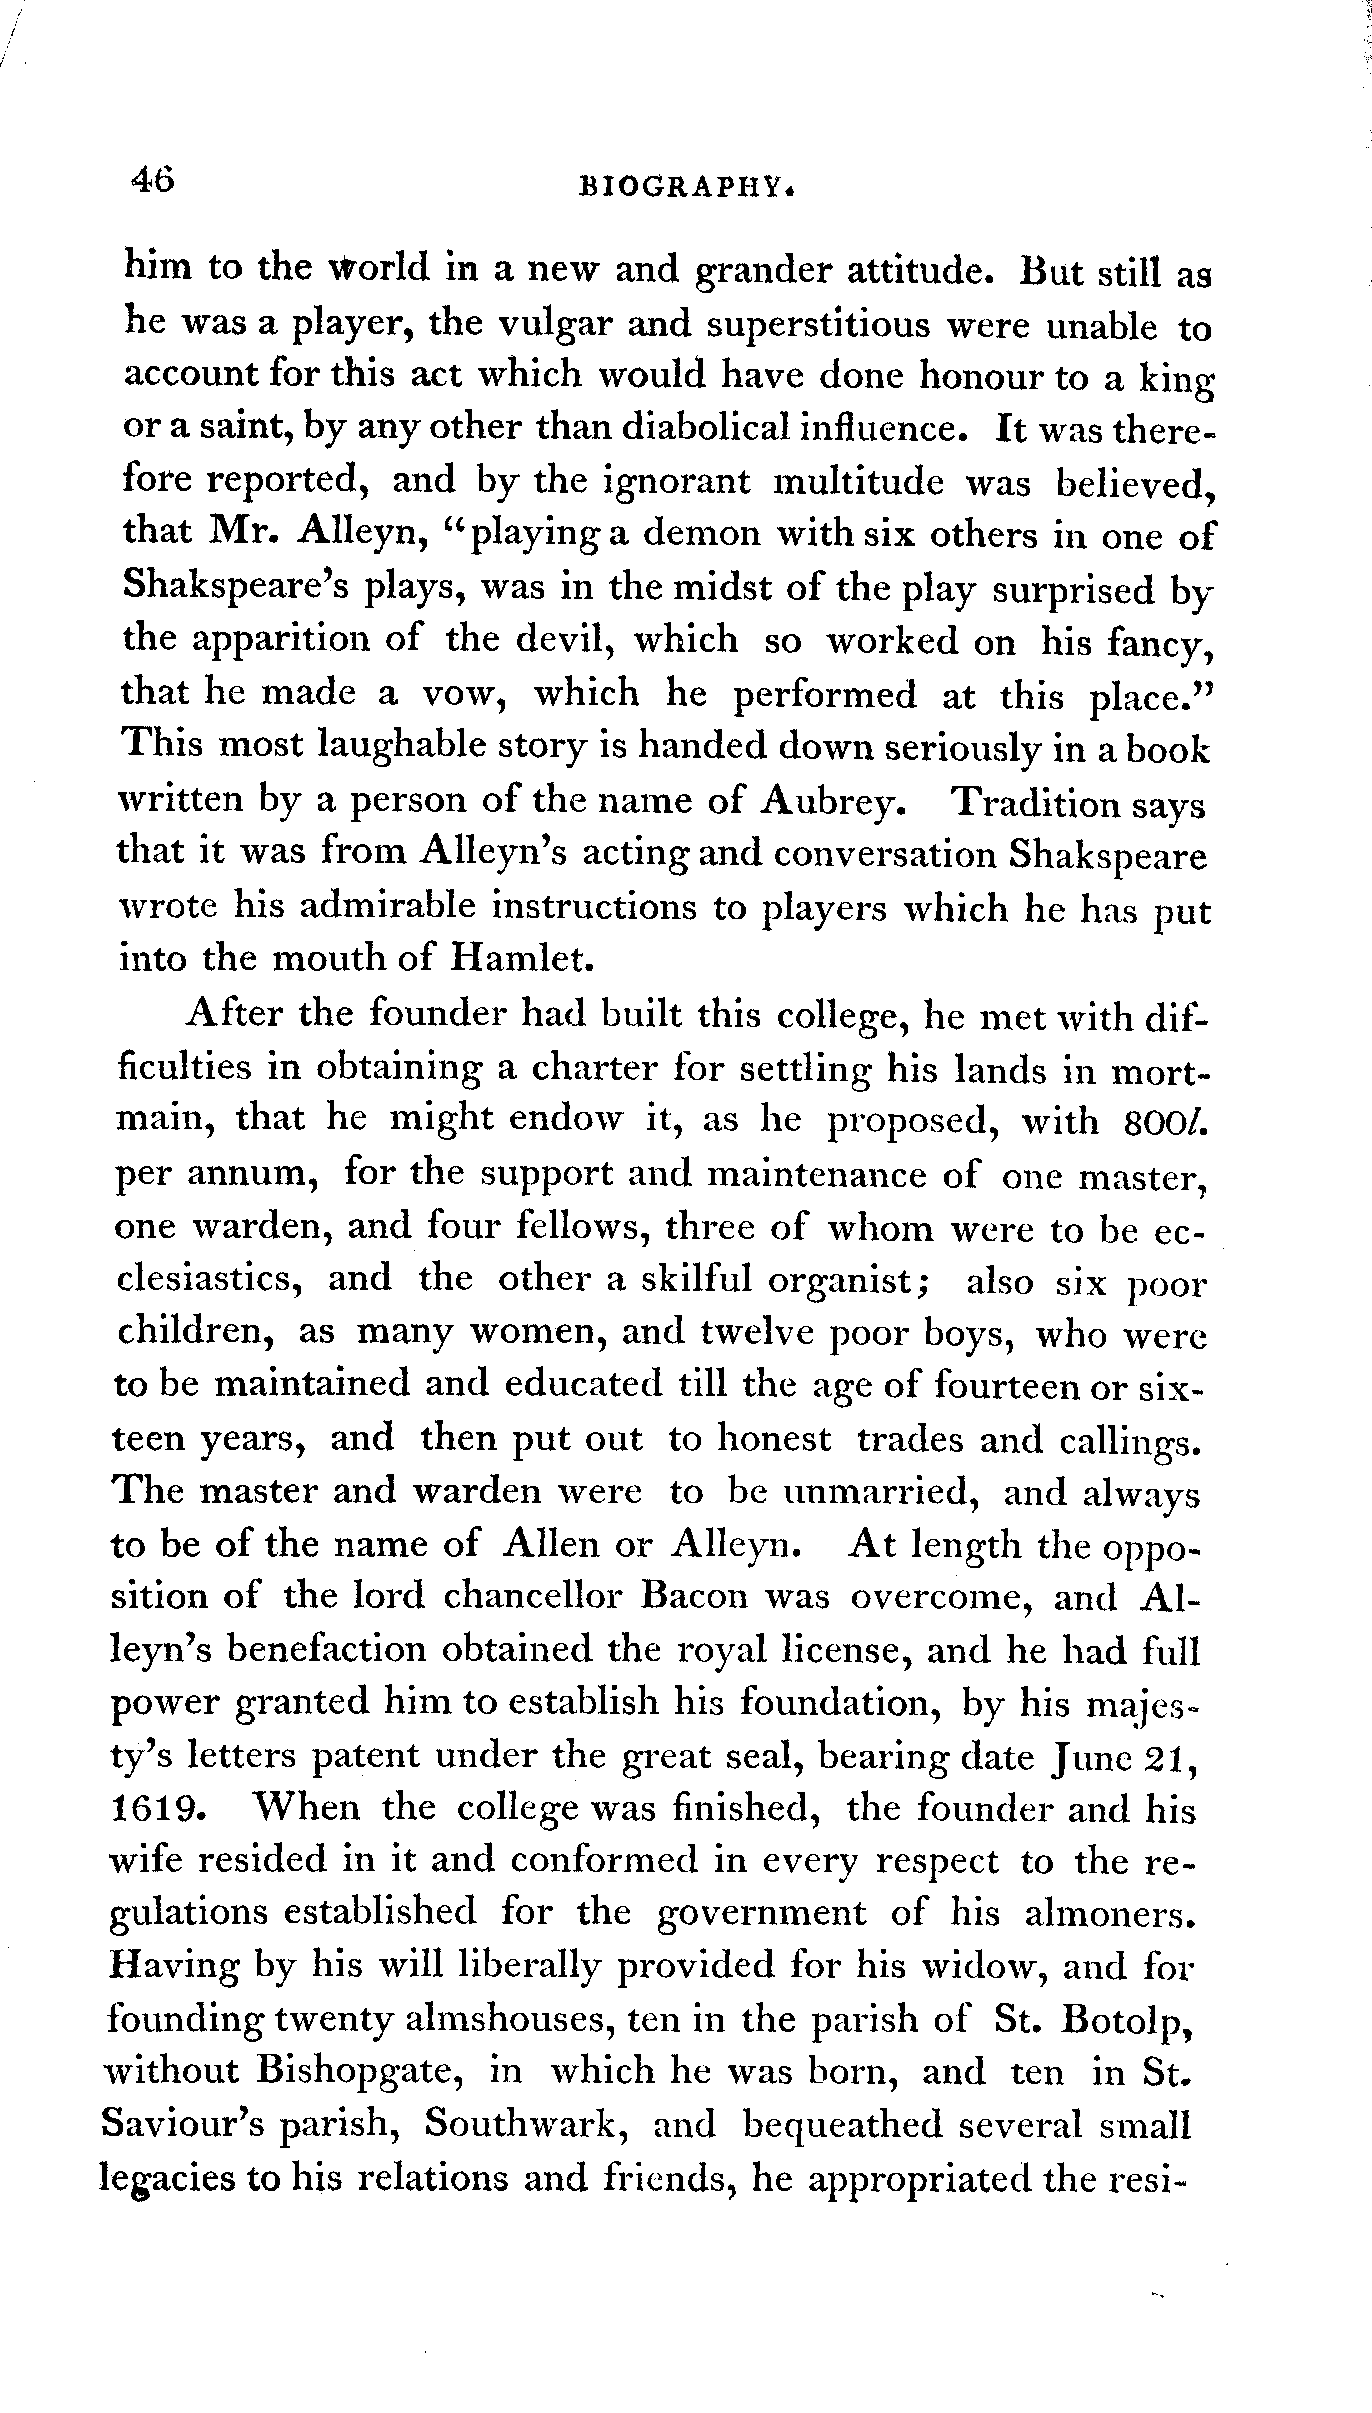 46
BIOGRAPHY.
him to the world in a new and grander attitude. But still as
he was a player, the vulgar and superstitious were unable to
account for this act which would have done honour to a king
or a saint, by any other than diabolical influence. It was there-
fore reported, and by the ignorant multitude was believed,
that Mr. Alleyn, "playing a demon with six others in one of
Shakspeare's plays, was in the midst of the play surprised by
the apparition of the devil, which so worked on his fancy,
that he made a vow, which he performed at this place."
This most laughable story is handed down seriously in a book
written by a person of the name of Aubrey. Tradition says
that it was from Alleyn's acting and conversation Shakspeare
wrote his admirable instructions to players which he has put
into the mouth of Hamlet.
After the founder had built this college, he met with dif-
ficulties in obtaining a charter for settling his lands in mort-
main, that he might endow it, as he proposed, with 800l.
per annum, for the support and maintenance of one master,
one warden, and four fellows, three of whom were to be ec-
clesiastics, and the other a skilful organist; also six poor
children, as many women, and twelve poor boys, who were
to be maintained and educated till the age of fourteen or six-
teen years, and then put out to honest trades and callings.
The master and warden were to be unmarried, and always
to be of the name of Allen or Alleyn. At length the oppo-
sition of the lord chancellor Bacon was overcome, and Al-
leyn's benefaction obtained the royal license, and he had full
power granted him to establish his foundation, by his majes-
ty's letters patent under the great seal, bearing date June 21,
1619. When the college was finished, the founder and his
wife resided in it and conformed in every respect to the re-
gulations established for the government of his almoners.
Having by his will liberally provided for his widow, and for
founding twenty almshouses, ten in the parish of St. Botolp,
without Bishopgate, in which he was born, and ten in St.
Saviour's parish, Southwark, and bequeathed several small
legacies to his relations and friends, he appropriated the resi-